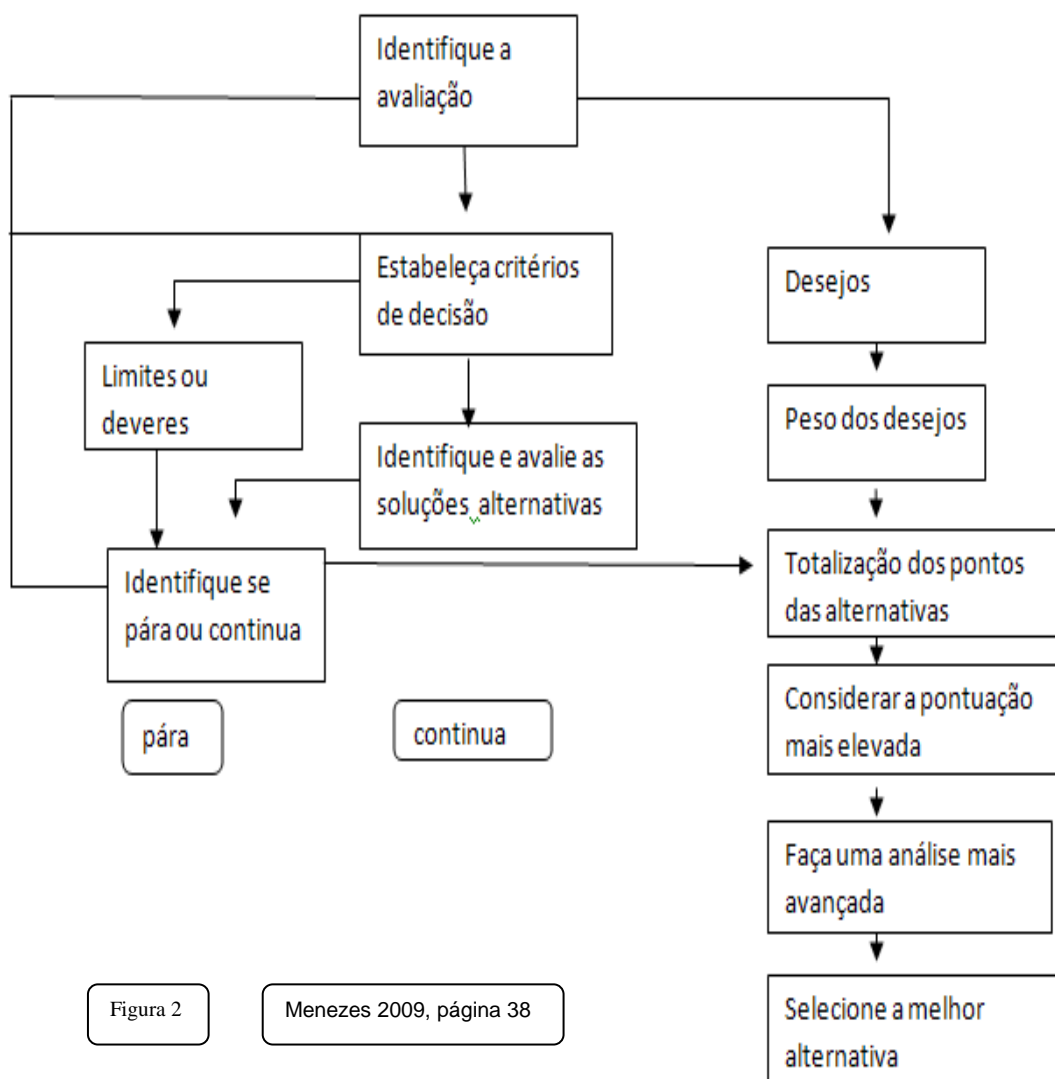 Identifique a
avaliação
Estabeleça critérios
de decisão
Desejos
Limites ou
deveres
Peso dos desejos
Identifique e avalie as
soluções alternativas
Identifique se
pára ou continua
Totalização dos pontos
das alternativas
Considerar a pontuação
mais elevada
pára
continua
Faça uma análise mais
avançada
Selecione a melhor
alternativa
Figura 2
Menezes 2009, página 38